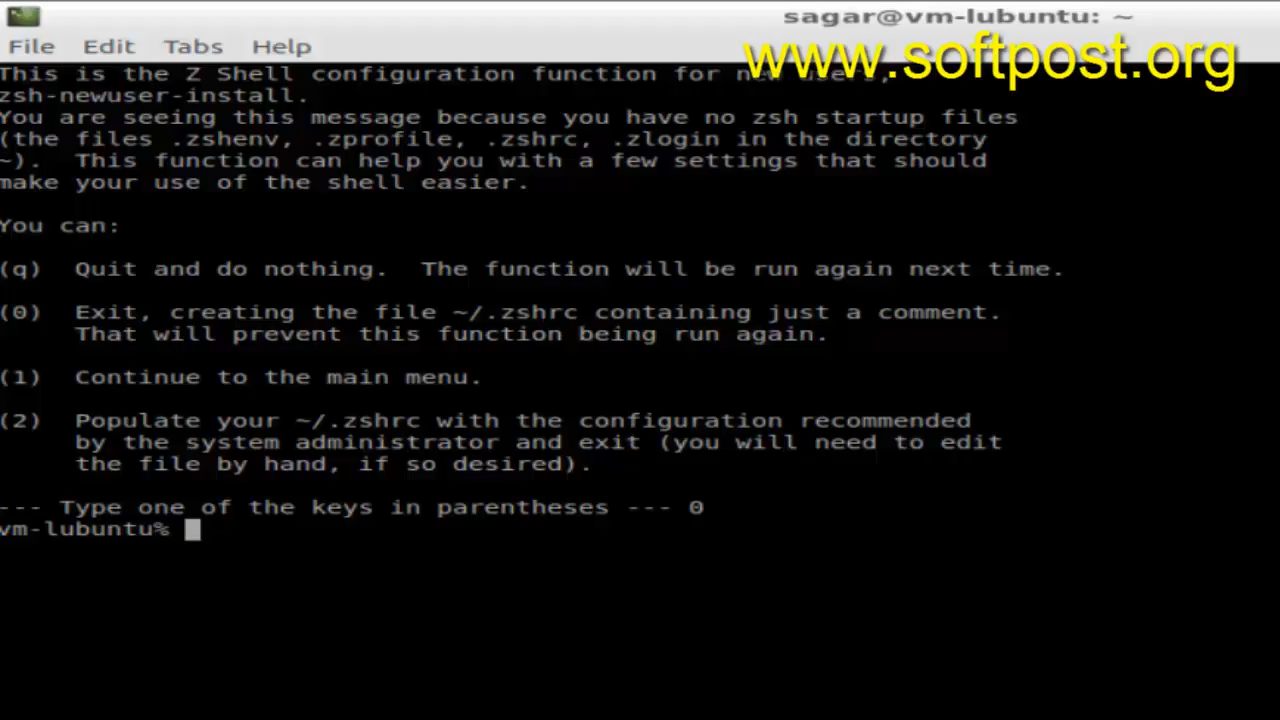 sagar@vm-lubuntu: ~
File Edit Tabs Help
www.softpost.org
This is the Z Shell configuration function for new users,
zsh-newuser-install.
You are seeing this message because you have no zsh startup files
(the files .zshenv, .zprofile, .zshrc, .zlogin in the directory
~).  This function can help you with a few settings that should
make your use of the shell easier.
You can:
(q)  Quit and do nothing.  The function will be run again next time.
(0)  Exit, creating the file ~/.zshrc containing just a comment.
That will prevent this function being run again.
(1)  Continue to the main menu.
(2)  Populate your ~/.zshrc with the configuration recommended
by the system administrator and exit (you will need to edit
the file by hand, if so desired).
--- Type one of the keys in parentheses --- 0
vm-lubuntu%